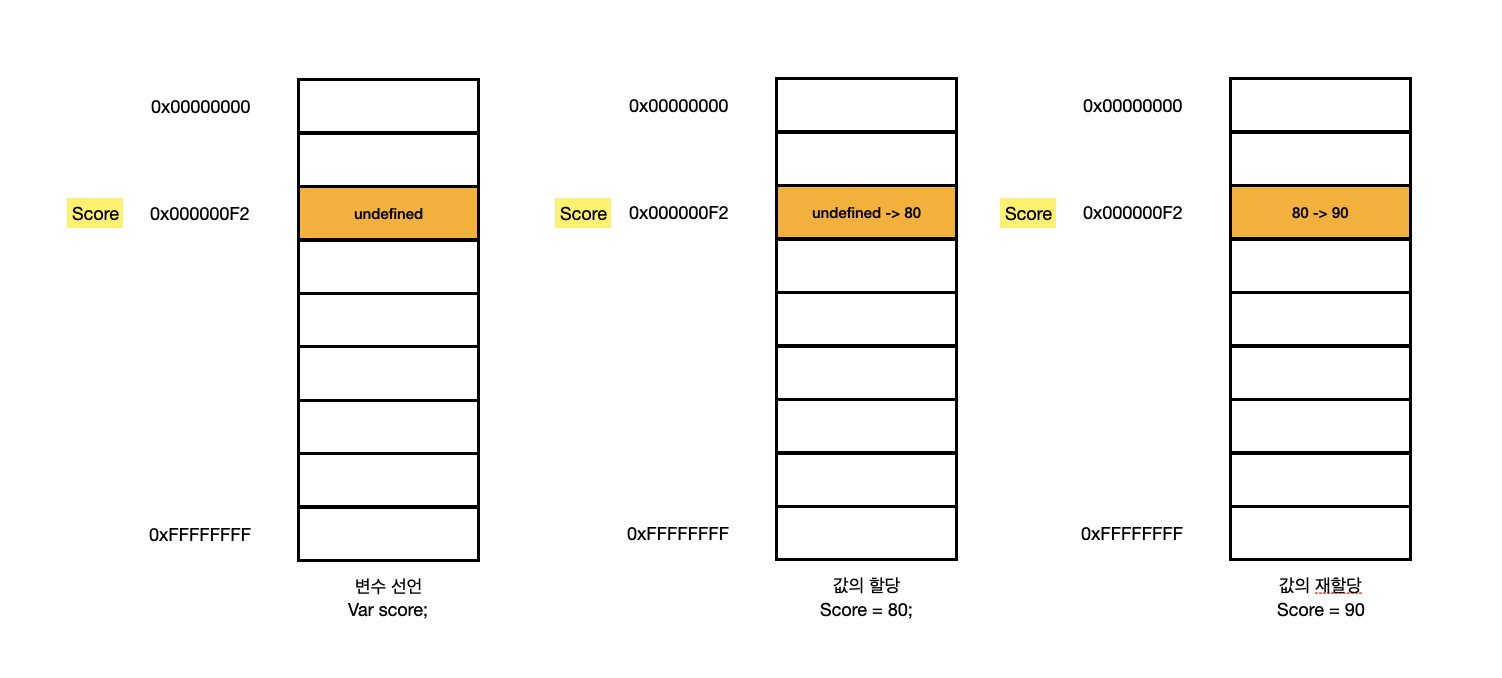 0x00000000
Score 0x000000F2 undefined
0xFFFFFFFF
변수 선언
Var score;
0x00000000
Score 0x000000F2 undefined -> 80
0xFFFFFFFF
값의 할당
Score = 80;
0x00000000
Score 0x000000F2 80 -> 90
0xFFFFFFFF
값의 재할당
Score = 90